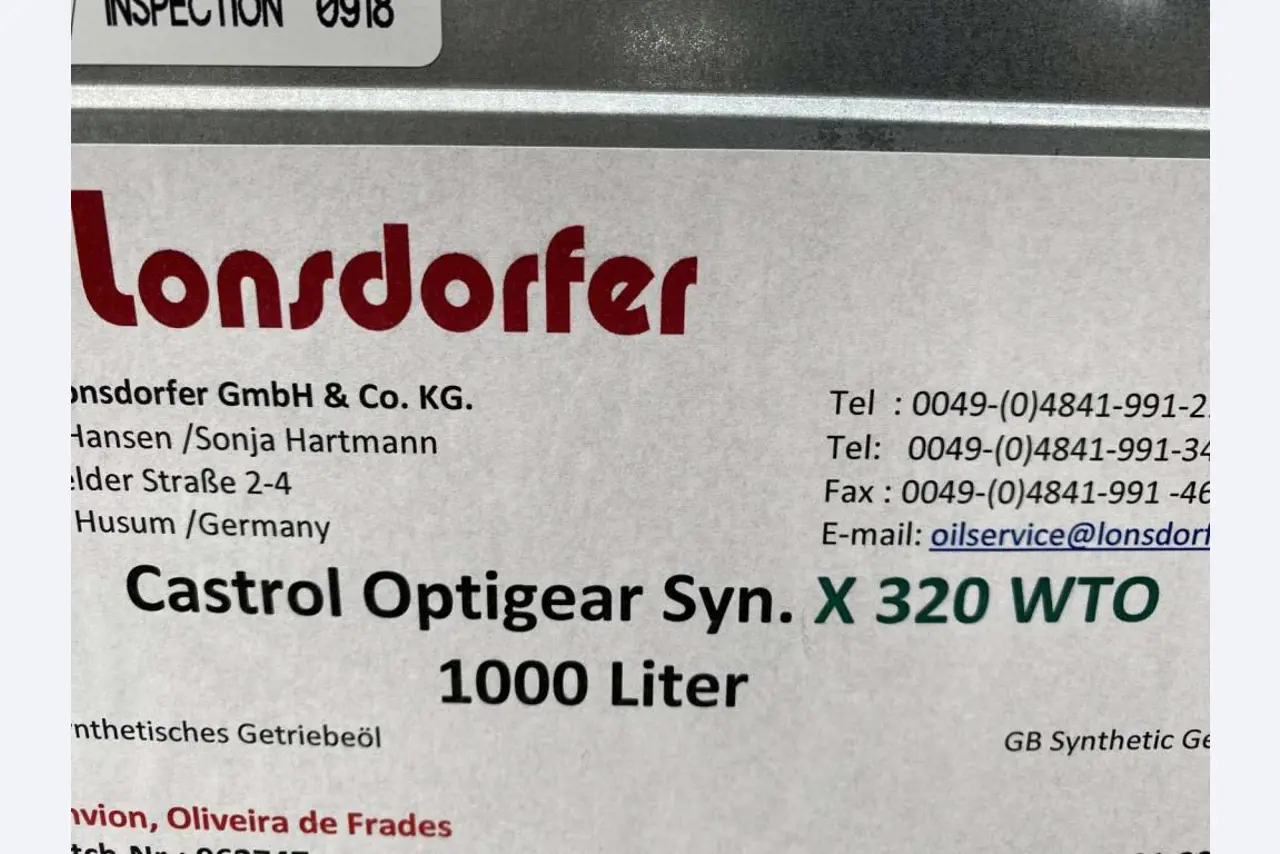 INSPECTION 0918
Lonsdorfer
onsdorfer GmbH & Co. KG.
Hansen /Sonja Hartmann
elder Straße 2-4
Husum /Germany
Tel : 0049-(0)4841-991-2
Tel: 0049-(0)4841-991-34
Fax : 0049-(0)4841-991 -46
E-mail: oilservice@lonsdorf
Castrol Optigear Syn. X 320 WTO
1000 Liter
nthetisches Getriebeöl
GB Synthetic Ge
nvion, Oliveira de Frades